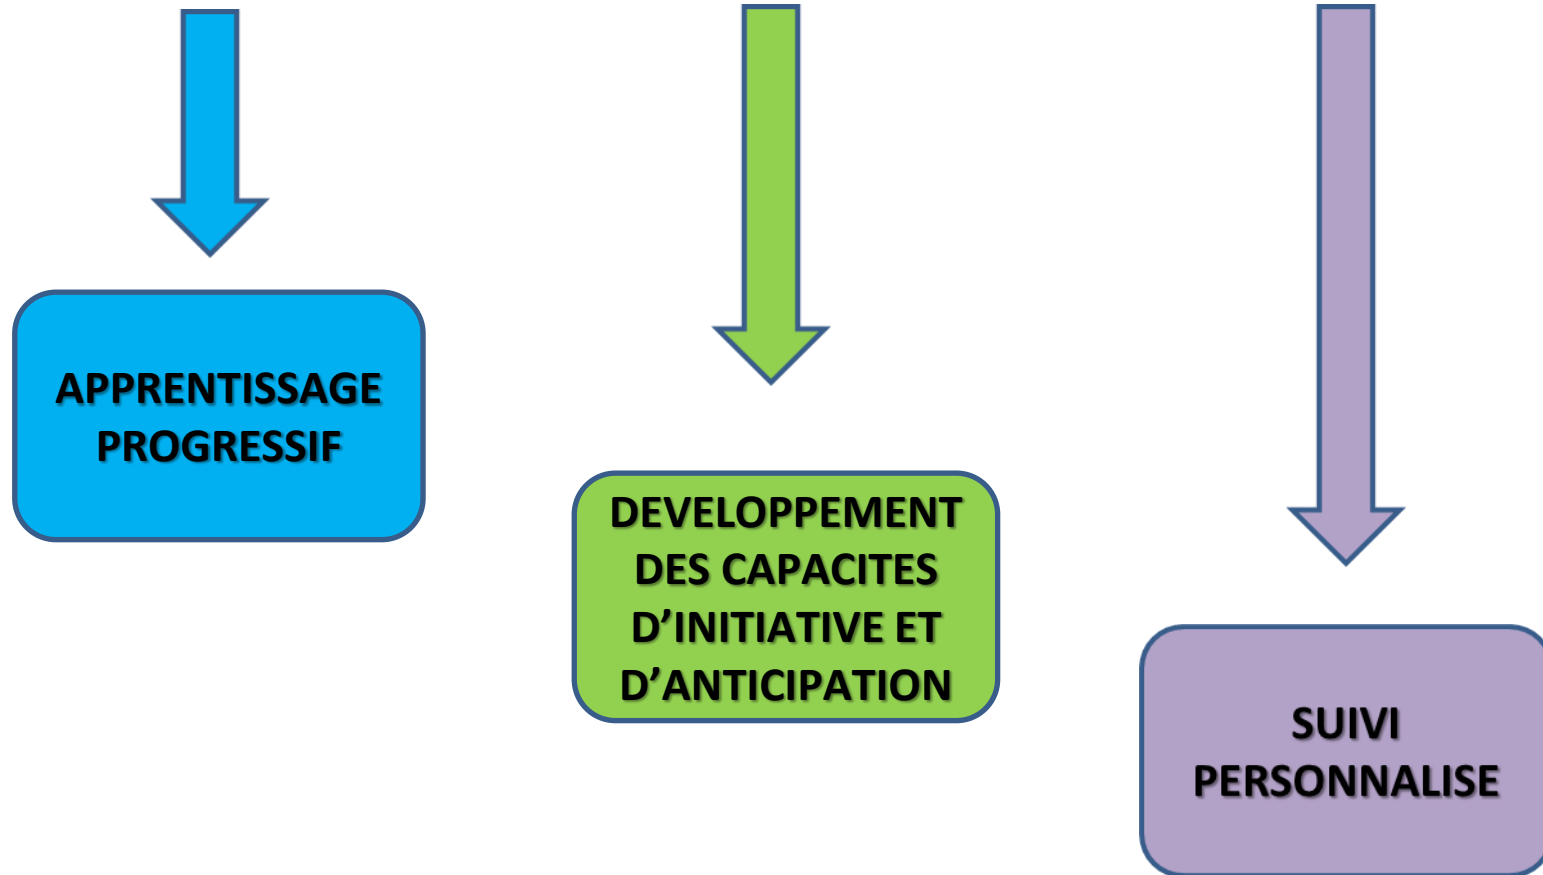 APPRENTISSAGE
PROGRESSIF
DEVELOPPEMENT
DES CAPACITES
D’INITIATIVE ET
D’ANTICIPATION
SUIVI
PERSONNALISE